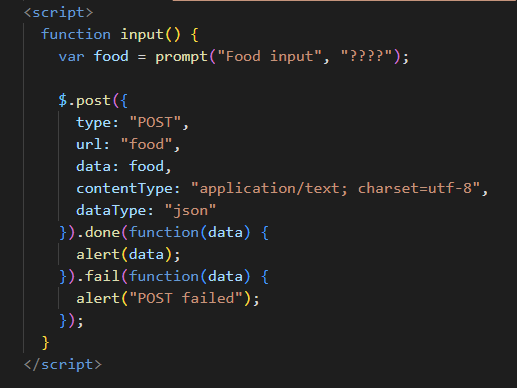 <script>
function input() {
var food = prompt("Food input", "????");
$.post({
type: "POST",
url: "food",
data: food,
contentType: "application/text; charset=utf-8",
dataType: "json"
}).done(function(data) {
alert(data);
}).fail(function(data) {
alert("POST failed");
});
}
</script>